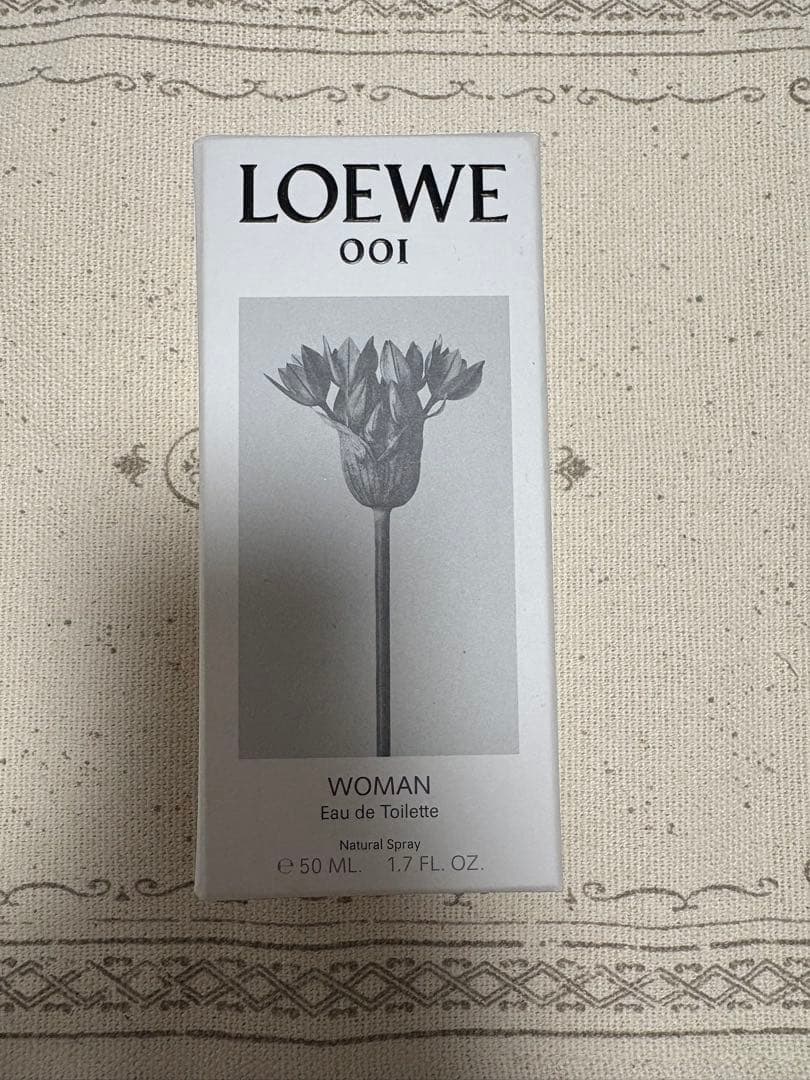 LOEWE
001
WOMAN
Eau de Toilette
Natural Spray
℮ 50 ML. 1.7 FL. OZ.